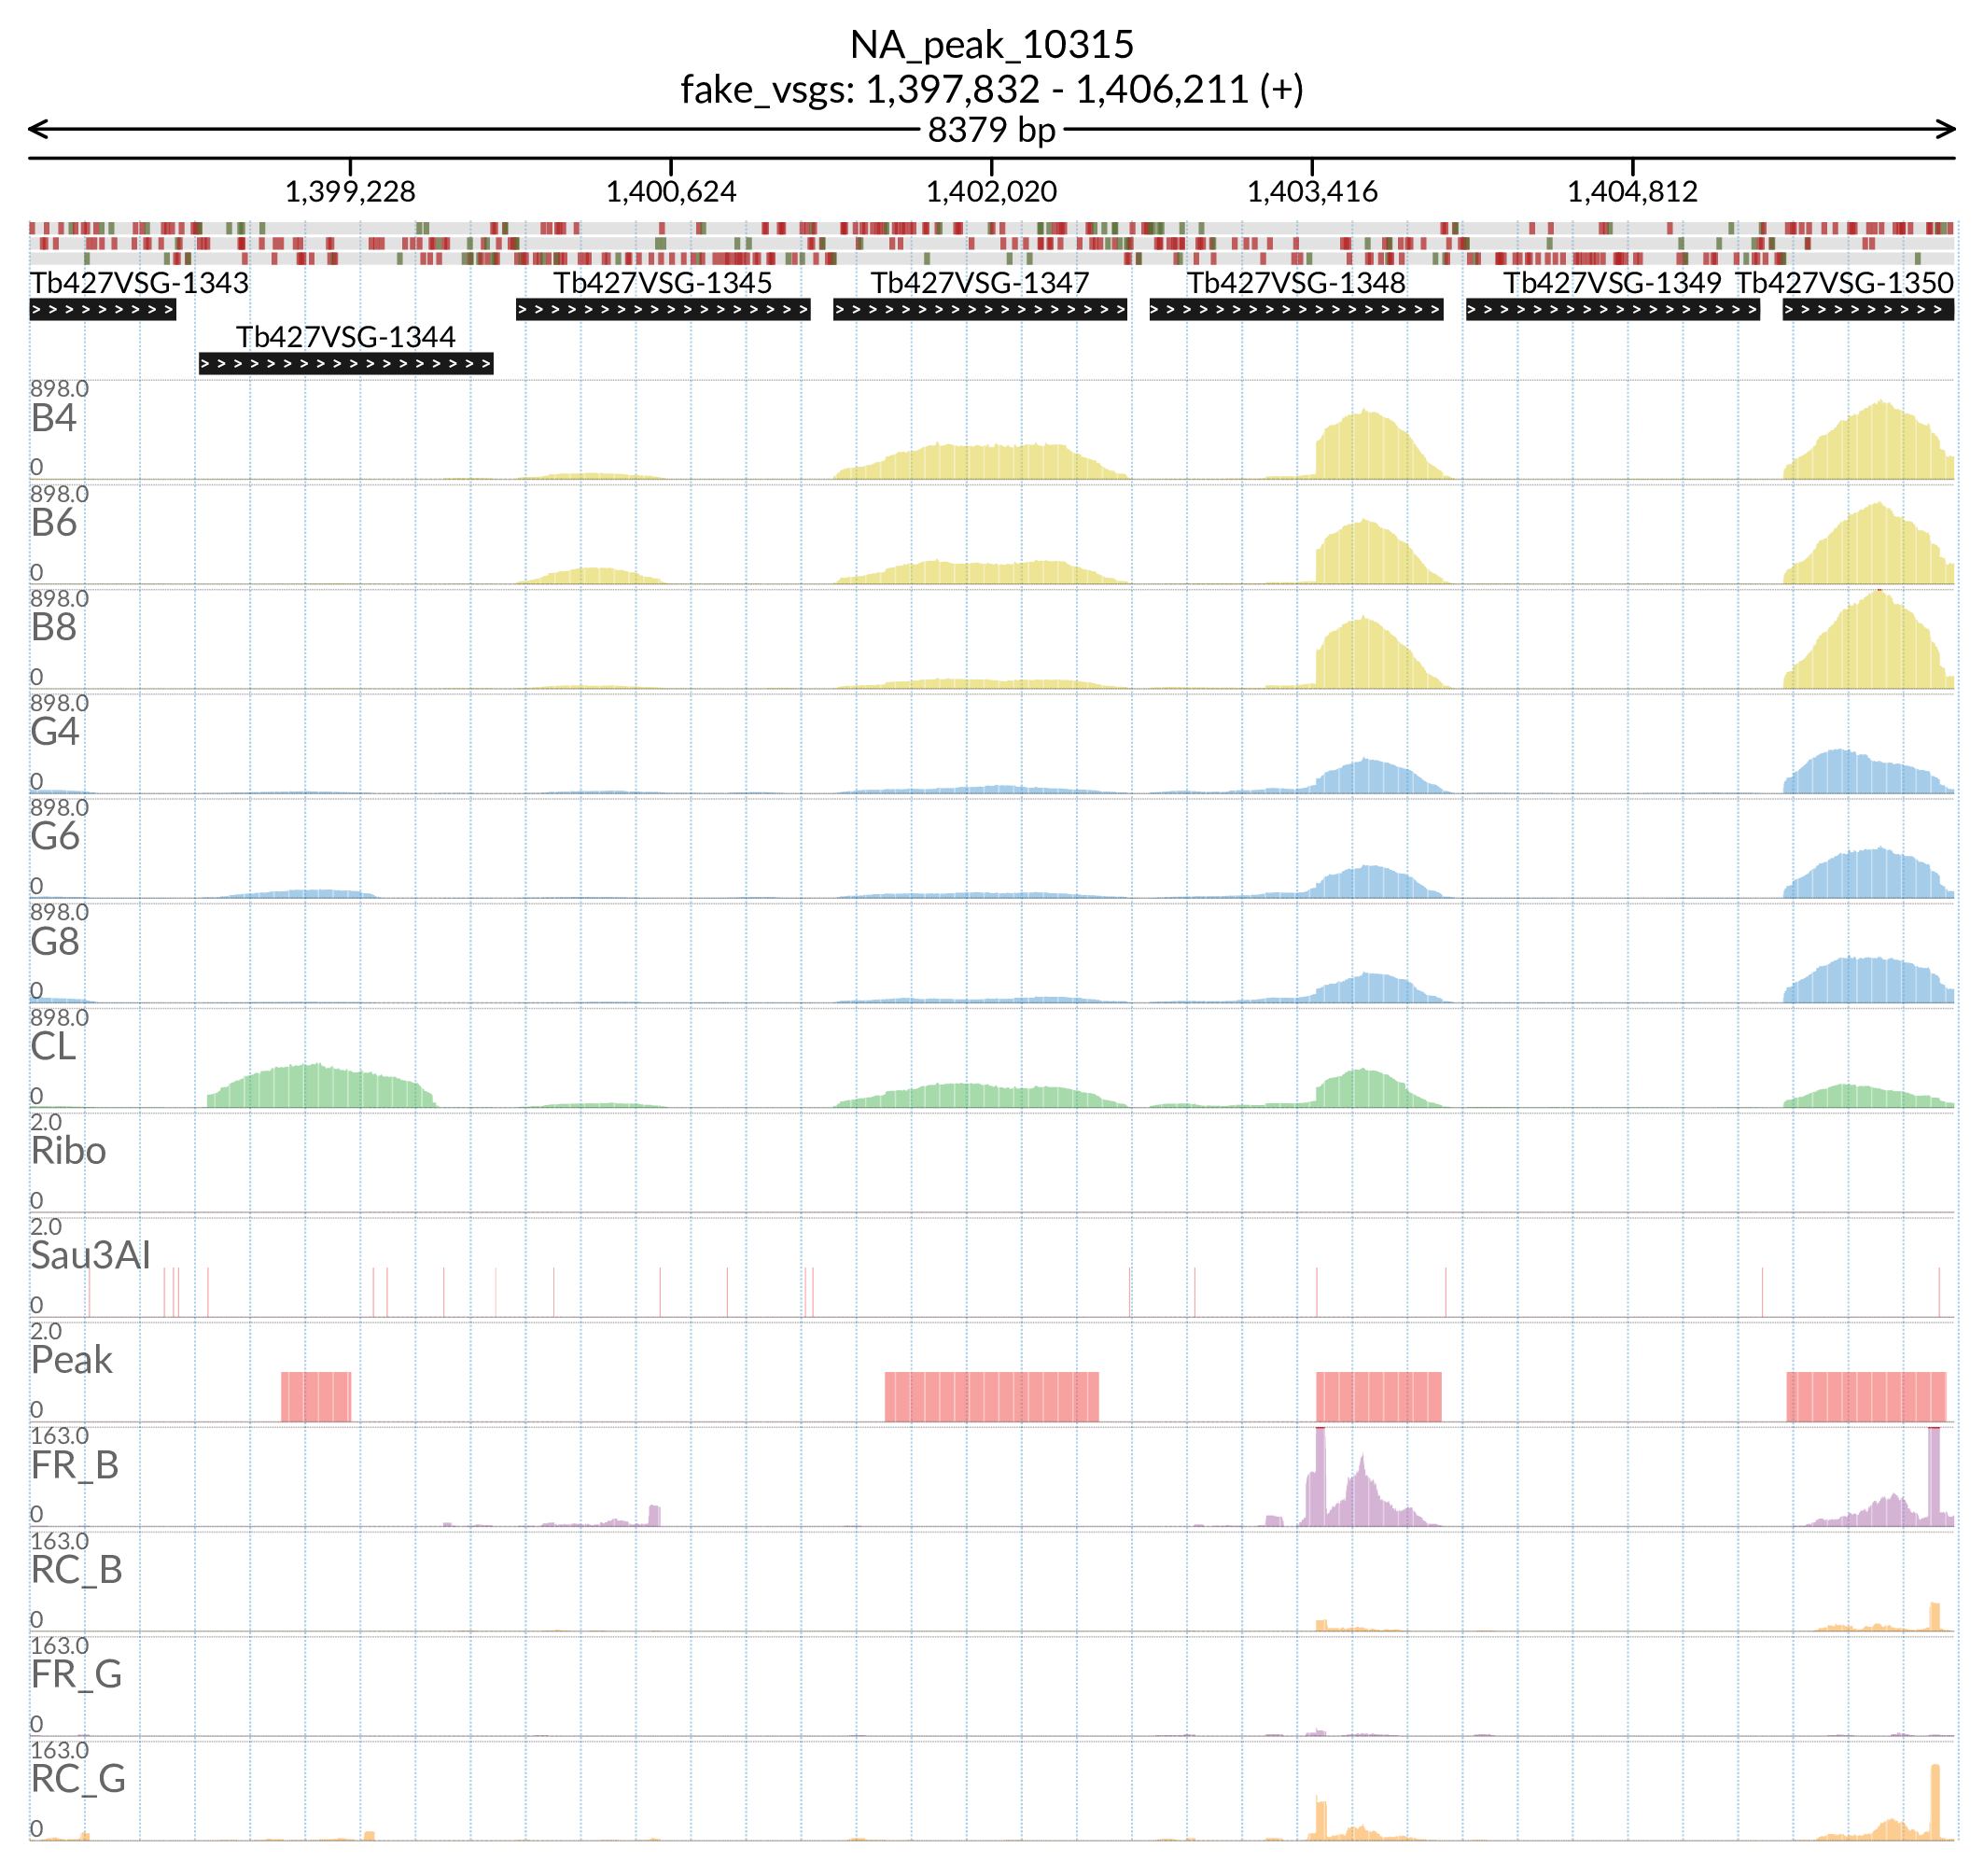 NA_peak_10315
fake_vsgs: 1,397,832 - 1,406,211 (+)
8379 bp
1,399,228 1,400,624 1,402,020 1,403,416 1,404,812
Tb427VSG-1343 Tb427VSG-1345 Tb427VSG-1347 Tb427VSG-1348 Tb427VSG-1349 Tb427VSG-1350
Tb427VSG-1344
898.0
B4
0
898.0
B6
0
898.0
B8
0
898.0
G4
0
898.0
G6
0
898.0
G8
0
898.0
CL
0
2.0
Ribo
0
2.0
Sau3AI
0
2.0
Peak
0
163.0
FR_B
0
163.0
RC_B
0
163.0
FR_G
0
163.0
RC_G
0